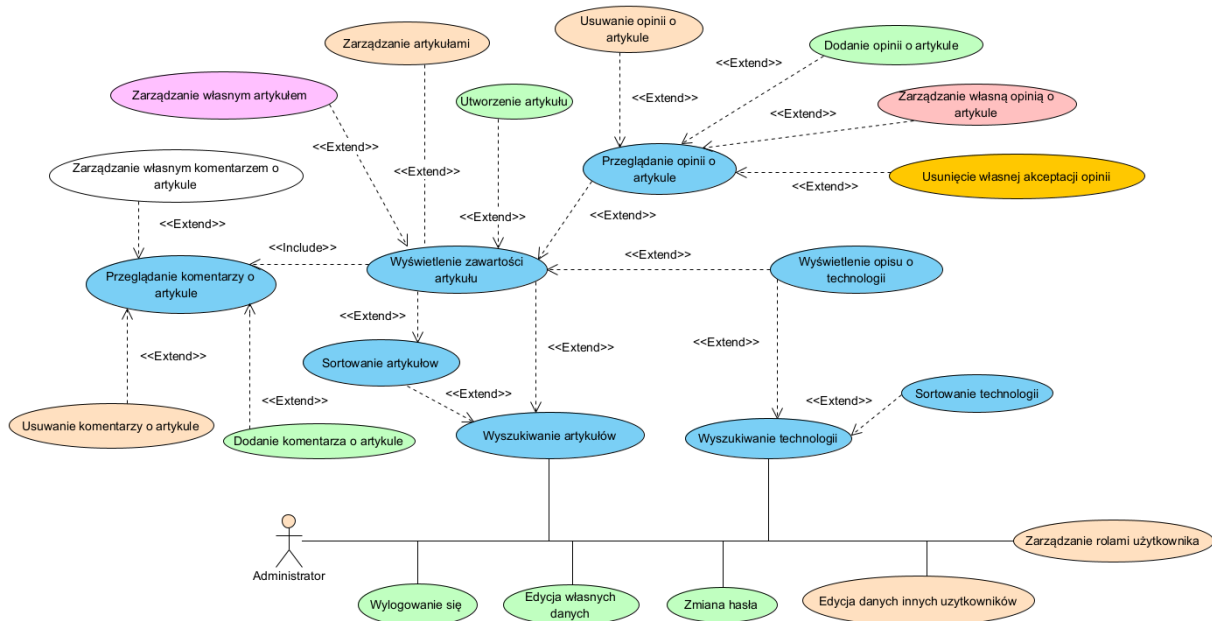 Usuwanie opinii o
artykule
Zarządzanie artykułami
Dodanie opinii o artykule
<<Extend>>
Zarządzanie własnym artykułem
Utworzenie artykułu
<<Extend>>
Zarządzanie własną opinią o
artykule
<<Extend>>
<<Extend>>
Zarządzanie własnym komentarzem o
artykule
<<Extend>>
Przeglądanie opinii o
artykule
Usunięcie własnej akceptacji opinii
<<Extend>>
<<Extend>>
<<Extend>>
<<Extend>>
<<Extend>>
<<Include>>
<<Extend>>
Przeglądanie komentarzy o
artykule
Wyświetlenie zawartości
artykułu
Wyświetlenie opisu o
technologii
<<Extend>>
<<Extend>>
<<Extend>>
<<Extend>>
Sortowanie artykułow
<<Extend>>
Sortowanie technologii
<<Extend>>
<<Extend>>
Usuwanie komentarzy o artykule
Dodanie komentarza o artykule
Wyszukiwanie artykułów
Wyszukiwanie technologii
Zarządzanie rolami użytkownika
Administrator
Wylogowanie się
Edycja własnych
danych
Zmiana hasła
Edycja danych innych uzytkowników